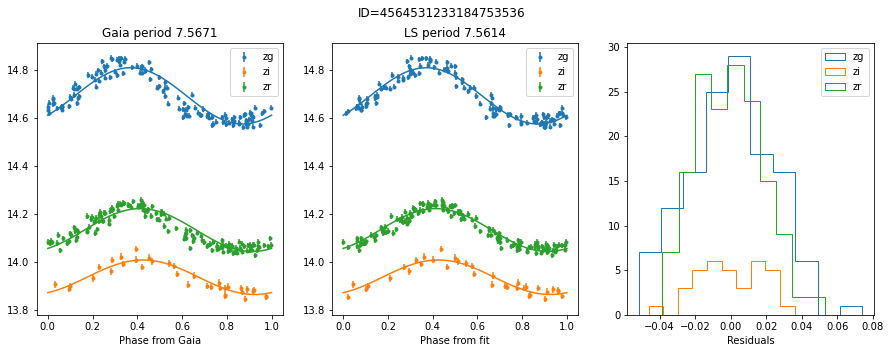 ID=4564531233184753536
Gaia period 7.5671
zg
zi
zr
14.8
14.6
14.4
14.2
14.0
13.8
0.0 0.2 0.4 0.6 0.8 1.0
Phase from Gaia
LS period 7.5614
zg
zi
zr
14.8
14.6
14.4
14.2
14.0
13.8
0.0 0.2 0.4 0.6 0.8 1.0
Phase from fit
zg
zi
zr
30
25
20
15
10
5
0
−0.04 −0.02 0.00 0.02 0.04 0.06 0.08
Residuals